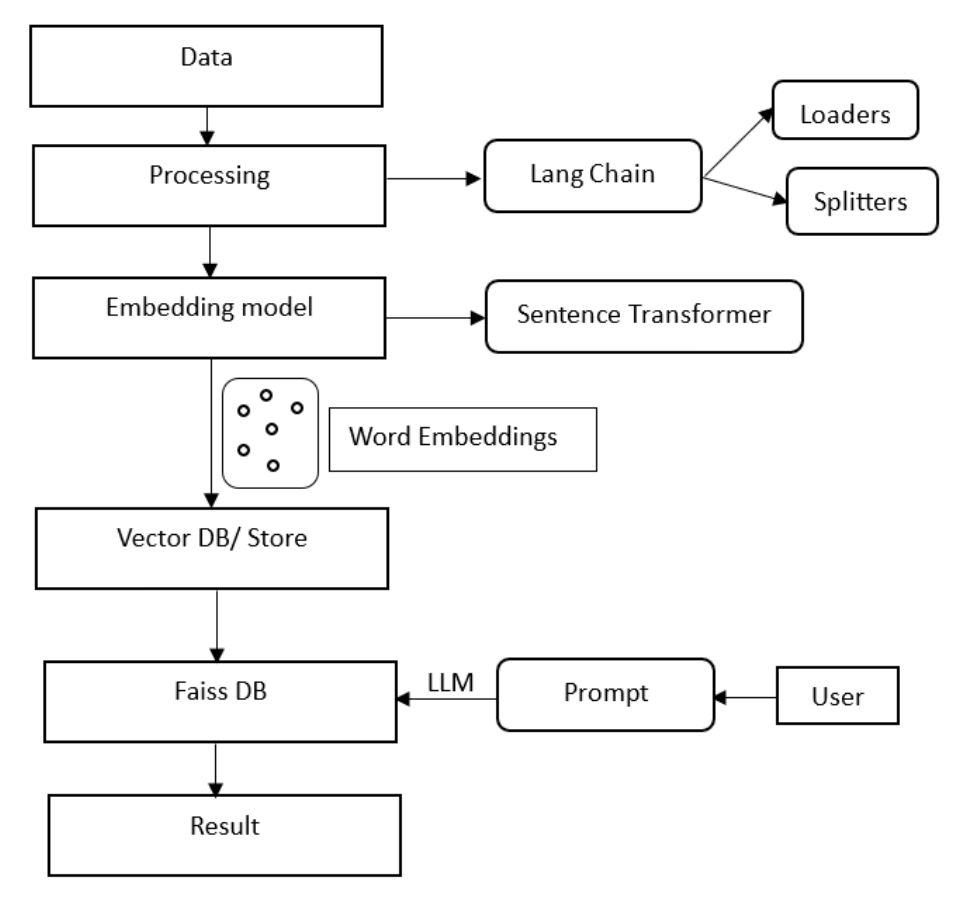 Data
Processing
Lang Chain
Loaders
Splitters
Embedding model
Sentence Transformer
Word Embeddings
Vector DB/ Store
Faiss DB
LLM
Prompt
User
Result